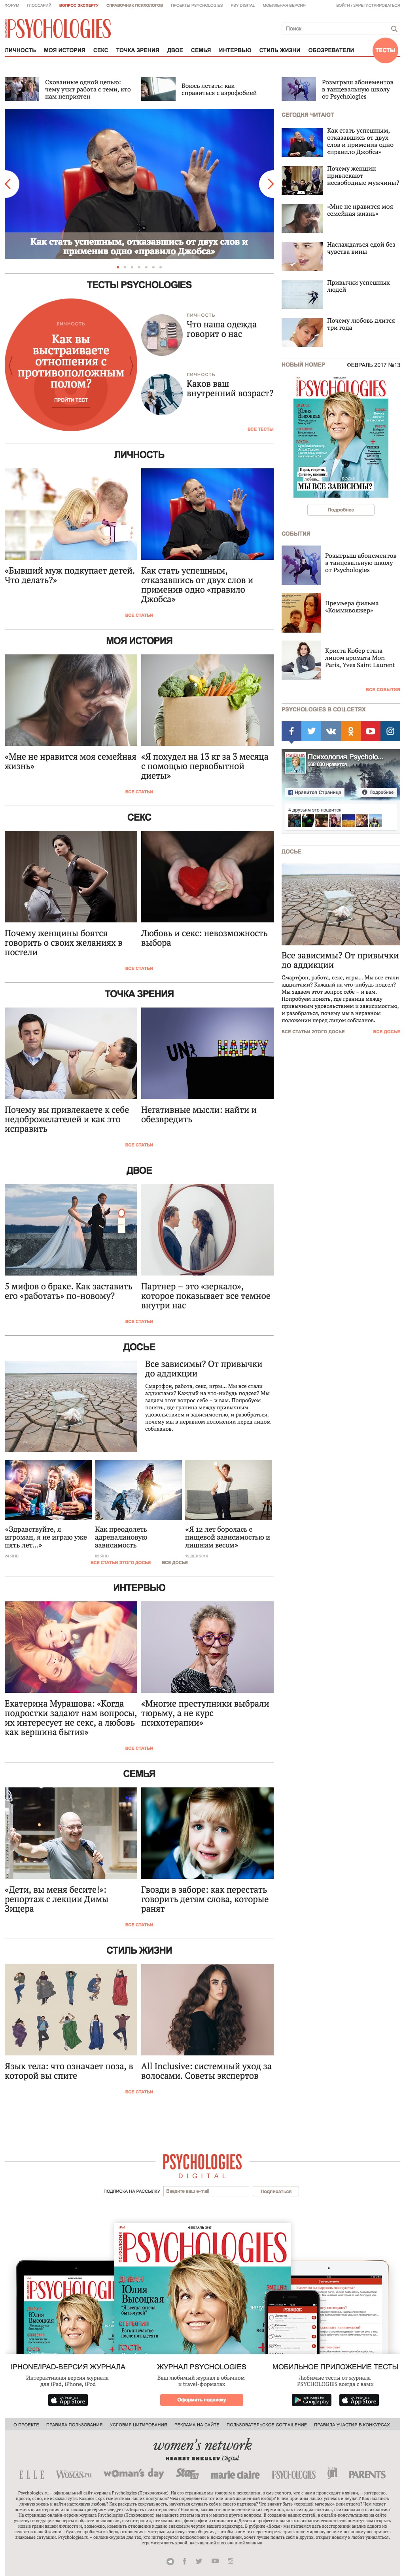 ФОРУМ ГЛОССАРИЙ ВОПРОС ЭКСПЕРТУ СПРАВОЧНИК ПСИХОЛОГОВ ПРОЕКТЫ PSYCHOLOGIES PSY DIGITAL МОБИЛЬНАЯ ВЕРСИЯ ВОЙТИ / ЗАРЕГИСТРИРОВАТЬСЯ
PSYCHOLOGIES
Поиск:
ЛИЧНОСТЬ МОЯ ИСТОРИЯ СЕКС ТОЧКА ЗРЕНИЯ ДВОЕ СЕМЬЯ ИНТЕРВЬЮ СТИЛЬ ЖИЗНИ ОБОЗРЕВАТЕЛИ ТЕСТЫ
Скованные одной цепью:
чему учит работа с теми, кто
нам неприятен
Боюсь летать: как
справиться с аэрофобией
Розыгрыш абонементов
в танцевальную школу
от Psychologies
Как стать успешным, отказавшись от двух слов и
применив одно «правило Джобса»
ТЕСТЫ PSYCHOLOGIES
ЛИЧНОСТЬ
Как вы
выстраиваете
отношения с
противоположным
полом?
ПРОЙТИ ТЕСТ
ЛИЧНОСТЬ
Что наша одежда
говорит о нас
ЛИЧНОСТЬ
Каков ваш
внутренний возраст?
ВСЕ ТЕСТЫ
ЛИЧНОСТЬ
«Бывший муж подкупает детей.
Что делать?»
Как стать успешным,
отказавшись от двух слов и
применив одно «правило
Джобса»
ВСЕ СТАТЬИ
МОЯ ИСТОРИЯ
«Мне не нравится моя семейная
жизнь»
«Я похудел на 13 кг за 3 месяца
с помощью первобытной
диеты»
ВСЕ СТАТЬИ
СЕКС
Почему женщины боятся
говорить о своих желаниях в
постели
Любовь и секс: невозможность
выбора
ВСЕ СТАТЬИ
ТОЧКА ЗРЕНИЯ
UN HAPPY
Почему вы привлекаете к себе
недоброжелателей и как это
исправить
Негативные мысли: найти и
обезвредить
ВСЕ СТАТЬИ
ДВОЕ
5 мифов о браке. Как заставить
его «работать» по-новому?
Партнер – это «зеркало»,
которое показывает все темное
внутри нас
ВСЕ СТАТЬИ
ДОСЬЕ
Все зависимы? От привычки
до аддикции
Смартфон, работа, секс, игры... Мы все стали
аддиктами? Каждый на что-нибудь подсел? Мы
задаем этот вопрос себе – и вам. Попробуем
понять, где граница между привычным
удовольствием и зависимостью, и разобраться,
почему мы в неровном положении перед лицом
соблазнов.
«Здравствуйте, я
игроман, я не играю уже
пять лет...»
Как преодолеть
адреналиновую
зависимость
«Я 12 лет боролась с
пищевой зависимостью и
лишним весом»
ВСЕ СТАТЬИ ЭТОГО ДОСЬЕ ВСЕ ДОСЬЕ
ИНТЕРВЬЮ
Екатерина Мурашова: «Когда
подростки задают нам вопросы,
их интересует не секс, а любовь
как вершина бытия»
«Многие преступники выбрали
тюрьму, а не курс
психотерапии»
ВСЕ СТАТЬИ
СЕМЬЯ
«Дети, вы меня бесите!»:
репортаж с лекции Димы
Зицера
Гвозди в заборе: как перестать
говорить детям слова, которые
ранят
ВСЕ СТАТЬИ
СТИЛЬ ЖИЗНИ
Язык тела: что означает поза, в
которой вы спите
All Inclusive: системный уход за
волосами. Советы экспертов
ВСЕ СТАТЬИ
СЕГОДНЯ ЧИТАЮТ
Как стать успешным,
отказавшись от двух
слов и применив одно
«правило Джобса»
Почему женщин
привлекают
несвободные мужчины?
«Мне не нравится моя
семейная жизнь»
Наслаждаться едой без
чувства вины
Привычки успешных
людей
Почему любовь длится
три года
НОВЫЙ НОМЕР ФЕВРАЛЬ 2017 №13
PSYCHOLOGIES
Юлия
Высоцкая
МЫ ВСЕ ЗАВИСИМЫ?
Подробнее
СОБЫТИЯ
Розыгрыш абонементов
в танцевальную школу
от Psychologies
Премьера фильма
«Коммивояжер»
Криста Кобер стала
лицом аромата Mon
Paris, Yves Saint Laurent
ВСЕ СОБЫТИЯ
PSYCHOLOGIES В СОЦ.СЕТЯХ
Психология Psycholo...
Нравится Страница Подробнее
4 друзьям это нравится
ДОСЬЕ
Все зависимы? От привычки
до аддикции
Смартфон, работа, секс, игры... Мы все стали
аддиктами? Каждый на что-нибудь подсел?
Мы задаем этот вопрос себе – и вам.
Попробуем понять, где граница между
привычным удовольствием и зависимостью,
и разобраться, почему мы в неровном
положении перед лицом соблазнов.
ВСЕ СТАТЬИ ЭТОГО ДОСЬЕ ВСЕ ДОСЬЕ
PSYCHOLOGIES
DIGITAL
ПОДПИСКА НА РАССЫЛКУ Введите ваш e-mail Подписаться
PSYCHOLOGIES
Юлия
Высоцкая
IPHONE/IPAD-ВЕРСИЯ ЖУРНАЛА
Интерактивная версия журнала
для iPad, iPhone, iPod
ЖУРНАЛ PSYCHOLOGIES
Ваш любимый журнал в обычном
и travel-форматах
Оформить подписку
МОБИЛЬНОЕ ПРИЛОЖЕНИЕ ТЕСТЫ
Любимые тесты от журнала
PSYCHOLOGIES всегда с вами
App Store
Google play
App Store
О ПРОЕКТЕ ПРАВИЛА ПОЛЬЗОВАНИЯ УСЛОВИЯ ЦИТИРОВАНИЯ РЕКЛАМА НА САЙТЕ ПОЛЬЗОВАТЕЛЬСКОЕ СОГЛАШЕНИЕ ПРАВИЛА УЧАСТИЯ В КОНКУРСАХ
women's network
HEARST SHKULEV Digital
ELLE woman's day StarHit marie claire PSYCHOLOGIES PARENTS